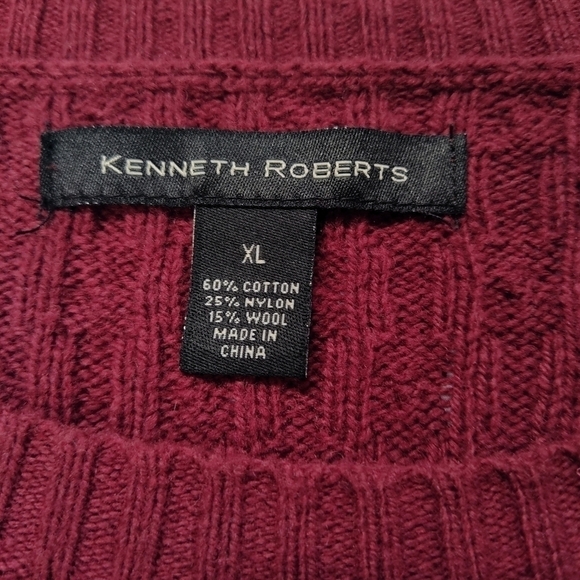 KENNETH ROBERTS
XL
60% COTTON
25% NYLON
15% WOOL
MADE IN
CHINA